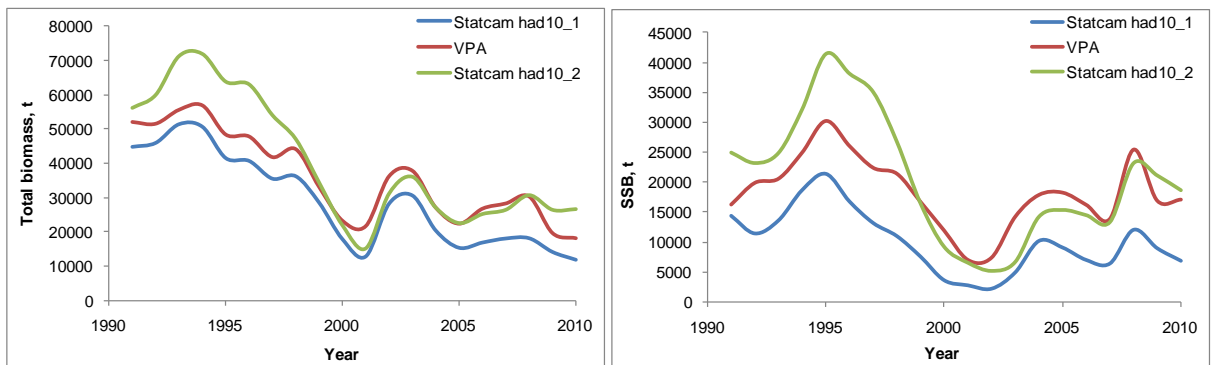 80000
70000
60000
50000
40000
30000
20000
10000
0
Total biomass, t
Statcam had10_1
VPA
Statcam had10_2
1990 1995 2000 2005 2010
Year
45000
40000
35000
30000
25000
20000
15000
10000
5000
0
SSB, t
Statcam had10_1
VPA
Statcam had10_2
1990 1995 2000 2005 2010
Year